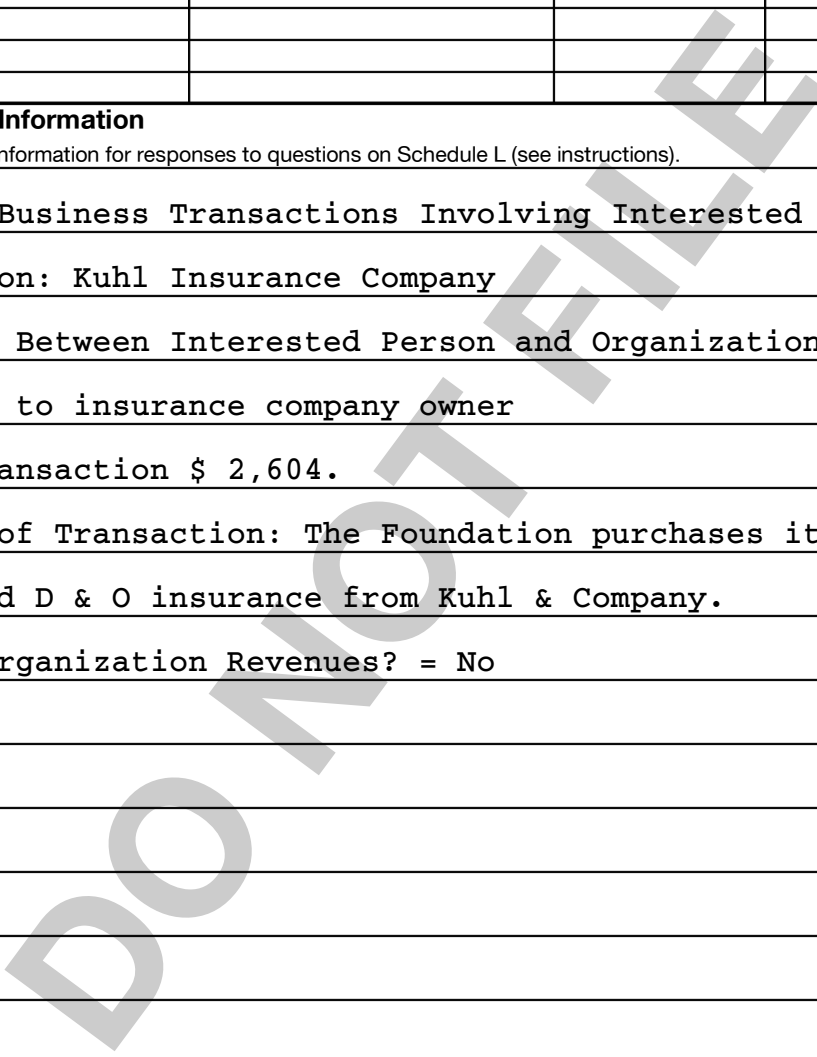 Information
nformation for responses to questions on Schedule L (see instructions).
Business Transactions Involving Interested
on: Kuhl Insurance Company
Between Interested Person and Organization
to insurance company owner
ansaction $ 2,604.
of Transaction: The Foundation purchases it
d D & O insurance from Kuhl & Company.
rganization Revenues? = No
DO NOT FILE